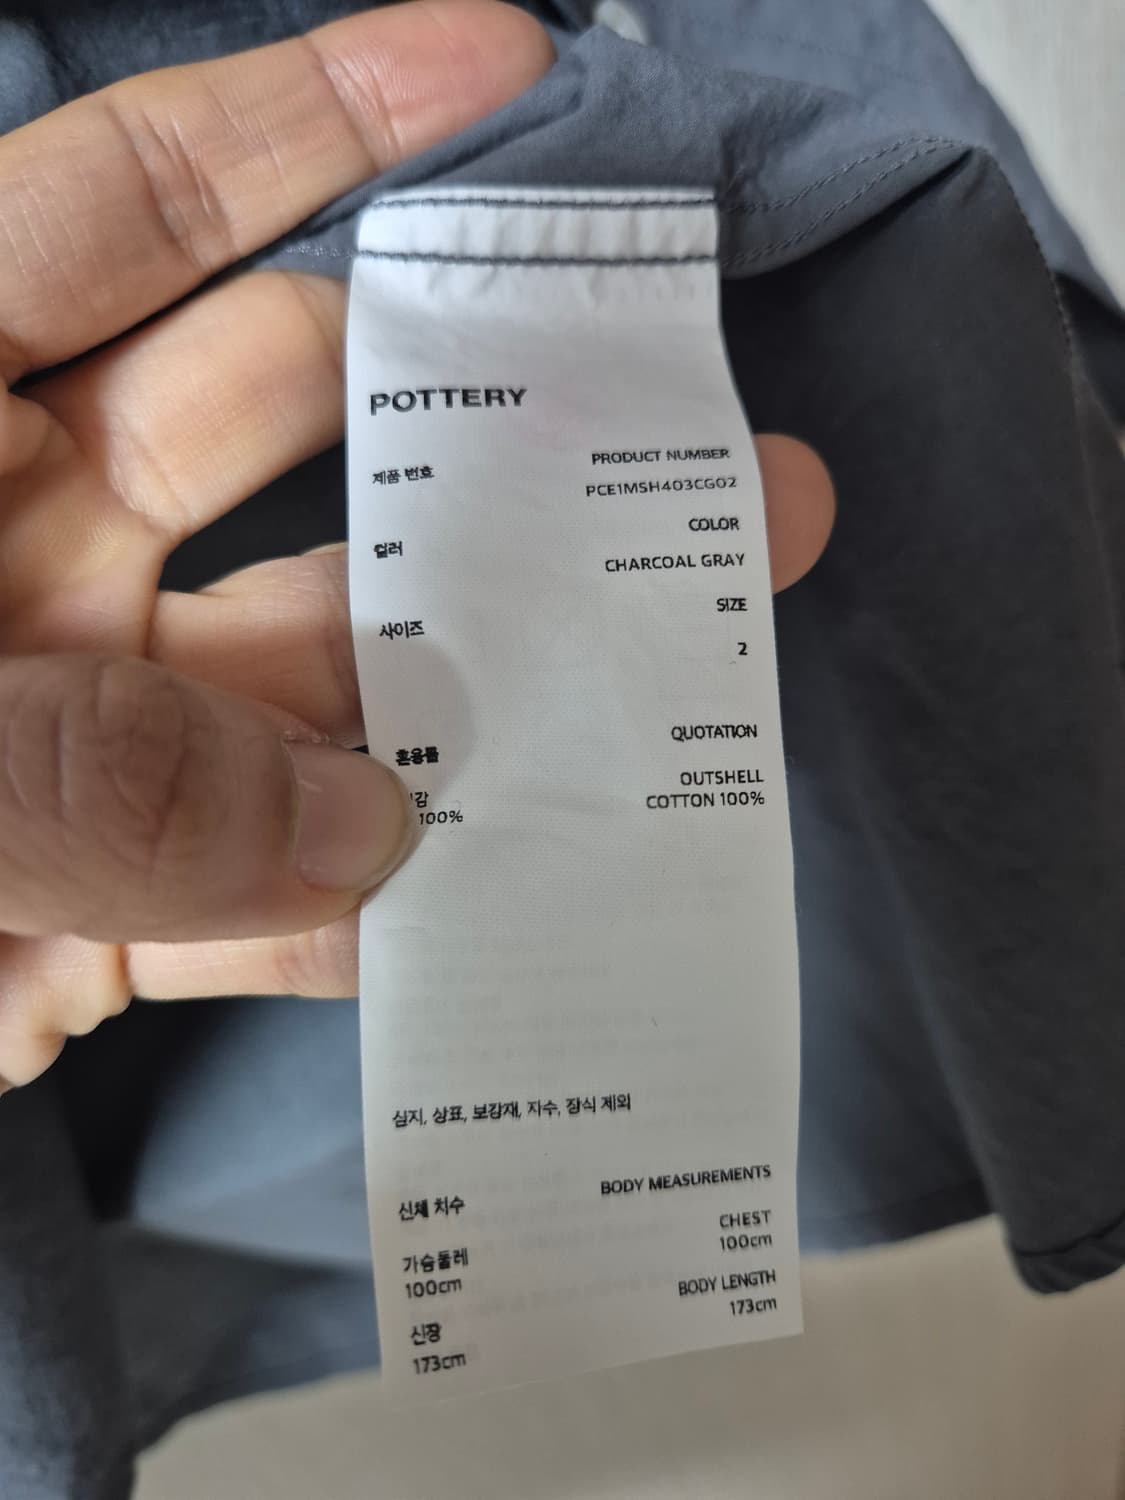 POTTERY
제품 번호 PRODUCT NUMBER
PCE1MSH403CG02
컬러 COLOR
CHARCOAL GRAY
사이즈 SIZE
2
혼용률 QUOTATION
감 OUTSHELL
100% COTTON 100%
심지, 상표, 보강재, 자수, 장식 제외
신체 치수 BODY MEASUREMENTS
가슴둘레 CHEST
100cm 100cm
신장 BODY LENGTH
173cm 173cm